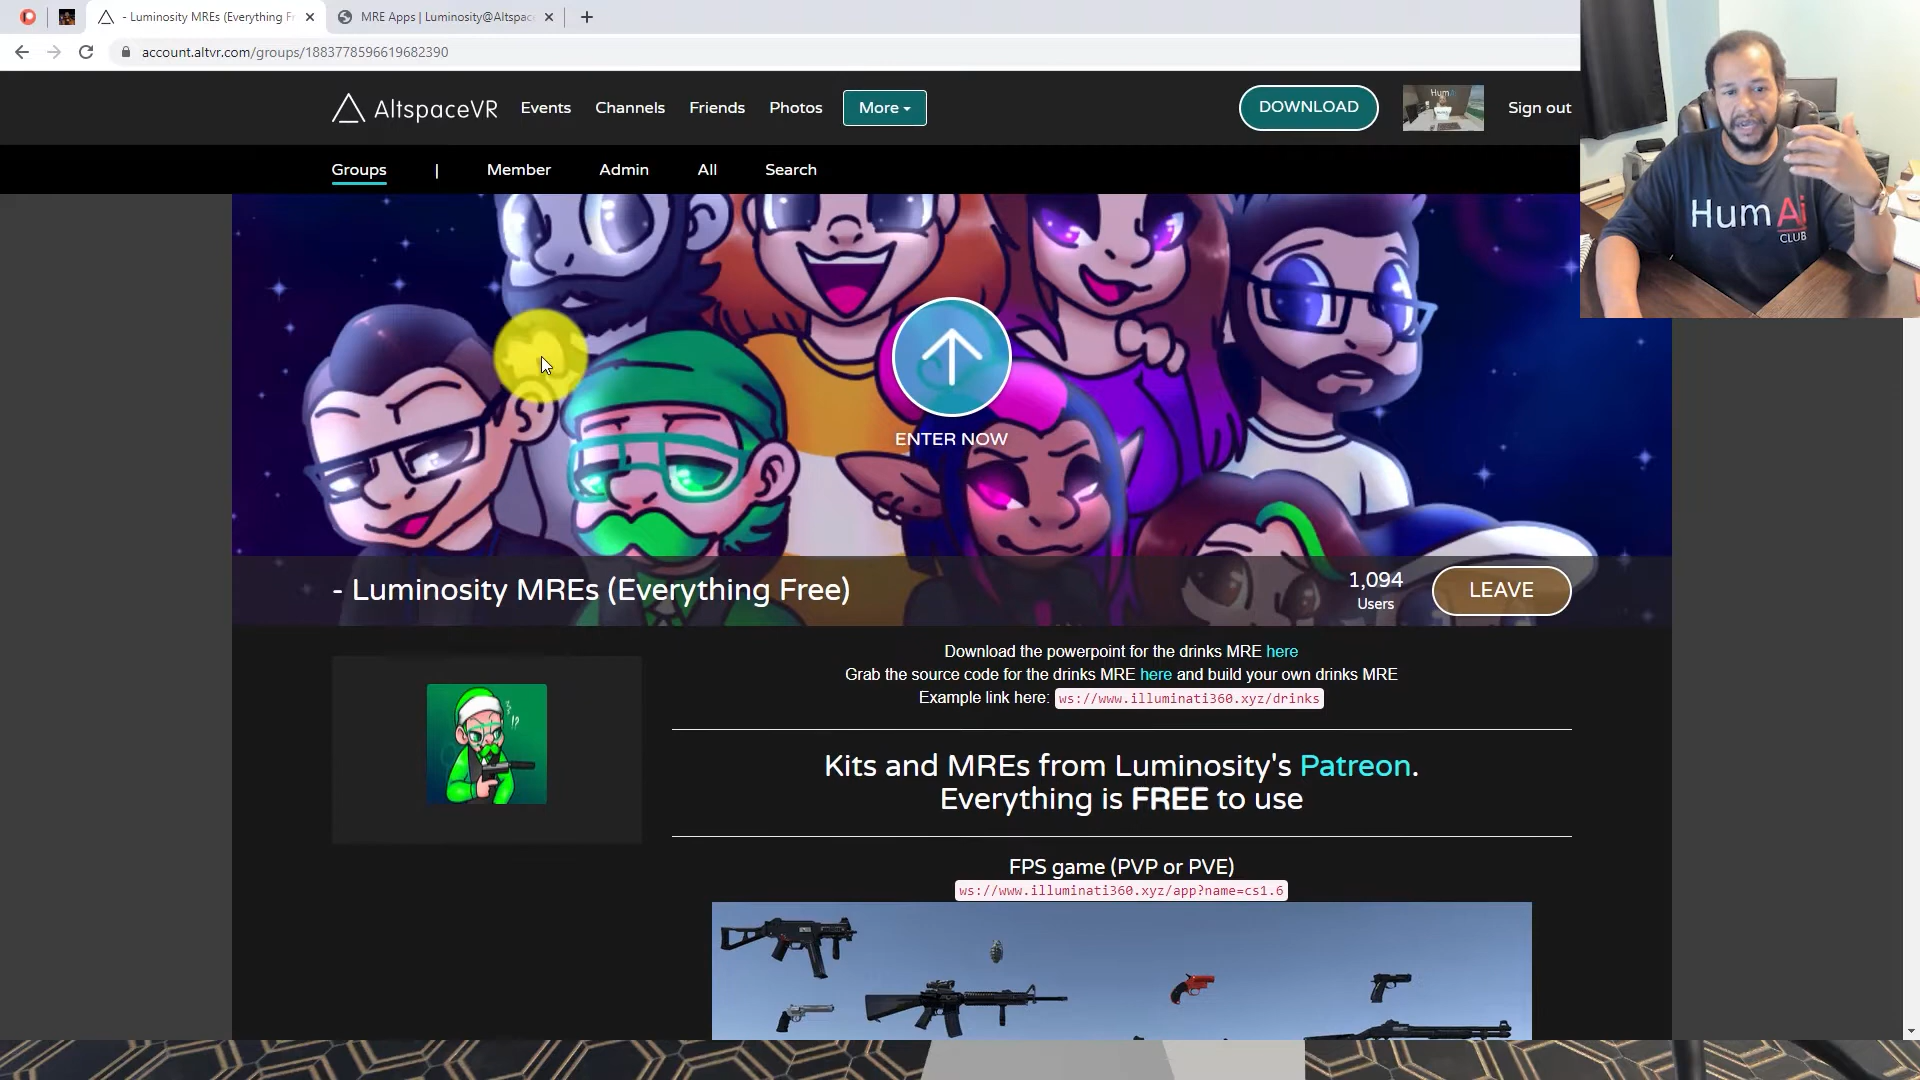 - Luminosity MREs (Everything Fr
MRE Apps | Luminosity@Altspac
account.altvr.com/groups/1883778596619682390
AltspaceVR
Events
Channels
Friends
Photos
More
DOWNLOAD
HumAi
Sign out
Groups
|
Member
Admin
All
Search
HumAi
CLUB
ENTER NOW
- Luminosity MREs (Everything Free)
1,094
Users
LEAVE
Download the powerpoint for the drinks MRE here
Grab the source code for the drinks MRE here and build your own drinks MRE
Example link here: ws://www.illuminati360.xyz/drinks
Kits and MREs from Luminosity's Patreon.
Everything is FREE to use
FPS game (PVP or PVE)
ws://www.illuminati360.xyz/app?name=cs1.6